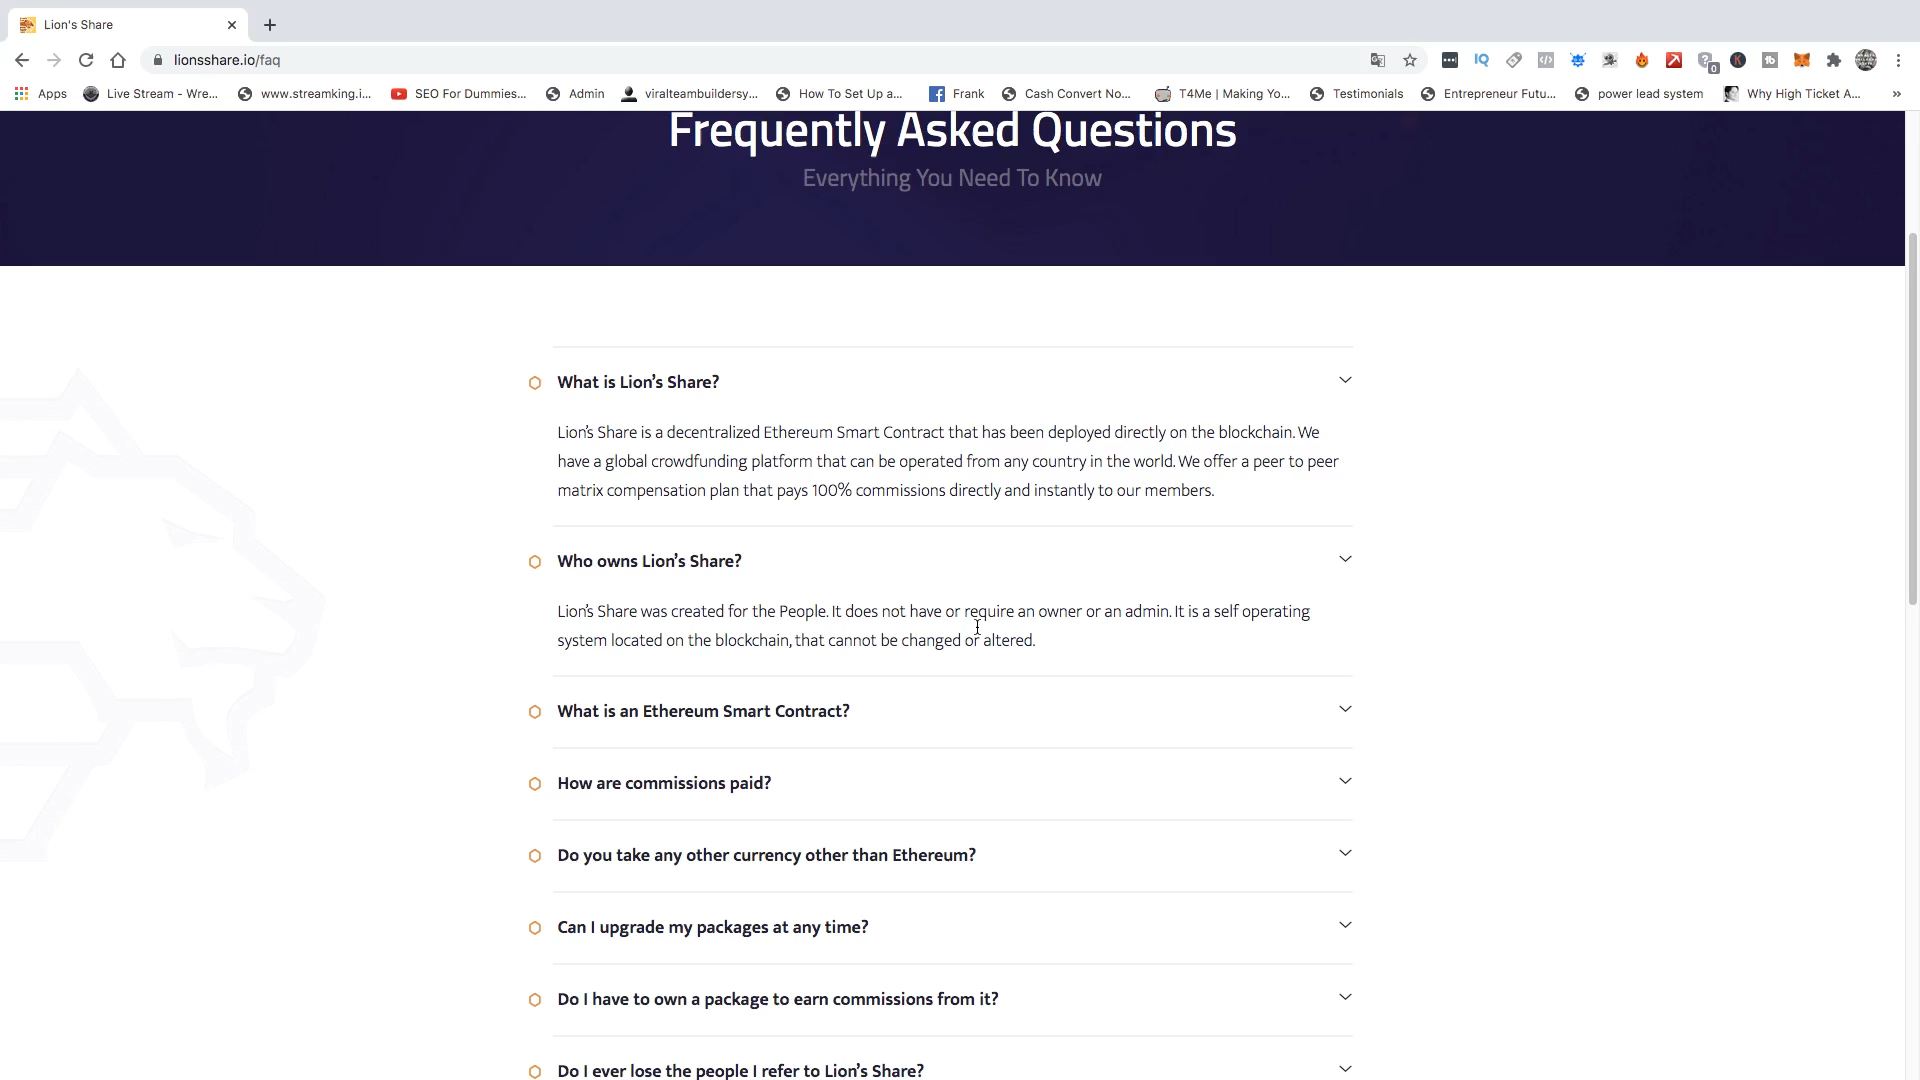 Lion's Share
lionsshare.io/faq
Apps
Live Stream - Wre...
www.streamking.i...
SEO For Dummies...
Admin
viralteambuildersy...
How To Set Up a...
Frank
Cash Convert No...
T4Me | Making Yo...
Testimonials
Entrepreneur Futu...
power lead system
Why High Ticket A...
Frequently Asked Questions
Everything You Need To Know
What is Lion's Share?
Lion's Share is a decentralized Ethereum Smart Contract that has been deployed directly on the blockchain. We
have a global crowdfunding platform that can be operated from any country in the world. We offer a peer to peer
matrix compensation plan that pays 100% commissions directly and instantly to our members.
Who owns Lion's Share?
Lion's Share was created for the People. It does not have or require an owner or an admin. It is a self operating
system located on the blockchain, that cannot be changed or altered.
What is an Ethereum Smart Contract?
How are commissions paid?
Do you take any other currency other than Ethereum?
Can I upgrade my packages at any time?
Do I have to own a package to earn commissions from it?
Do I ever lose the people I refer to Lion's Share?